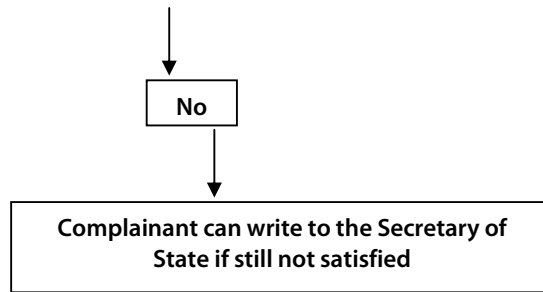 No
Complainant can write to the Secretary of
State if still not satisfied